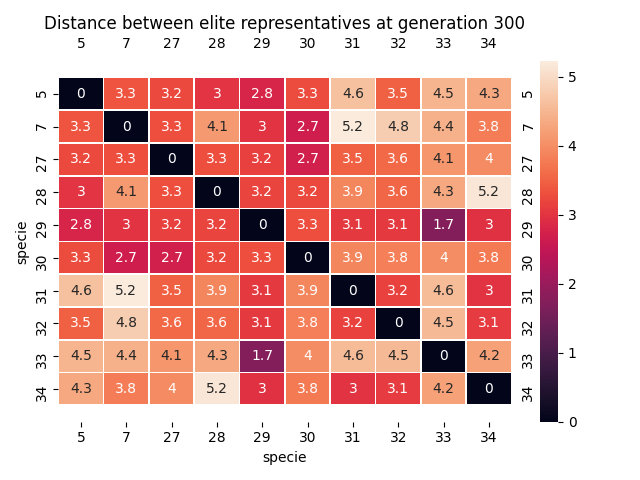 Distance between elite representatives at generation 300
5 7 27 28 29 30 31 32 33 34
5 0 3.3 3.2 3 2.8 3.3 4.6 3.5 4.5 4.3 5
7 3.3 0 3.3 4.1 3 2.7 5.2 4.8 4.4 3.8 7
27 3.2 3.3 0 3.3 3.2 2.7 3.5 3.6 4.1 4 27
28 3 4.1 3.3 0 3.2 3.2 3.9 3.6 4.3 5.2 28
29 2.8 3 3.2 3.2 0 3.3 3.1 3.1 1.7 3 29
30 3.3 2.7 2.7 3.2 3.3 0 3.9 3.8 4 3.8 30
31 4.6 5.2 3.5 3.9 3.1 3.9 0 3.2 4.6 3 31
32 3.5 4.8 3.6 3.6 3.1 3.8 3.2 0 4.5 3.1 32
33 4.5 4.4 4.1 4.3 1.7 4 4.6 4.5 0 4.2 33
34 4.3 3.8 4 5.2 3 3.8 3 3.1 4.2 0 34
5 7 27 28 29 30 31 32 33 34
specie
specie
5
4
3
2
1
0